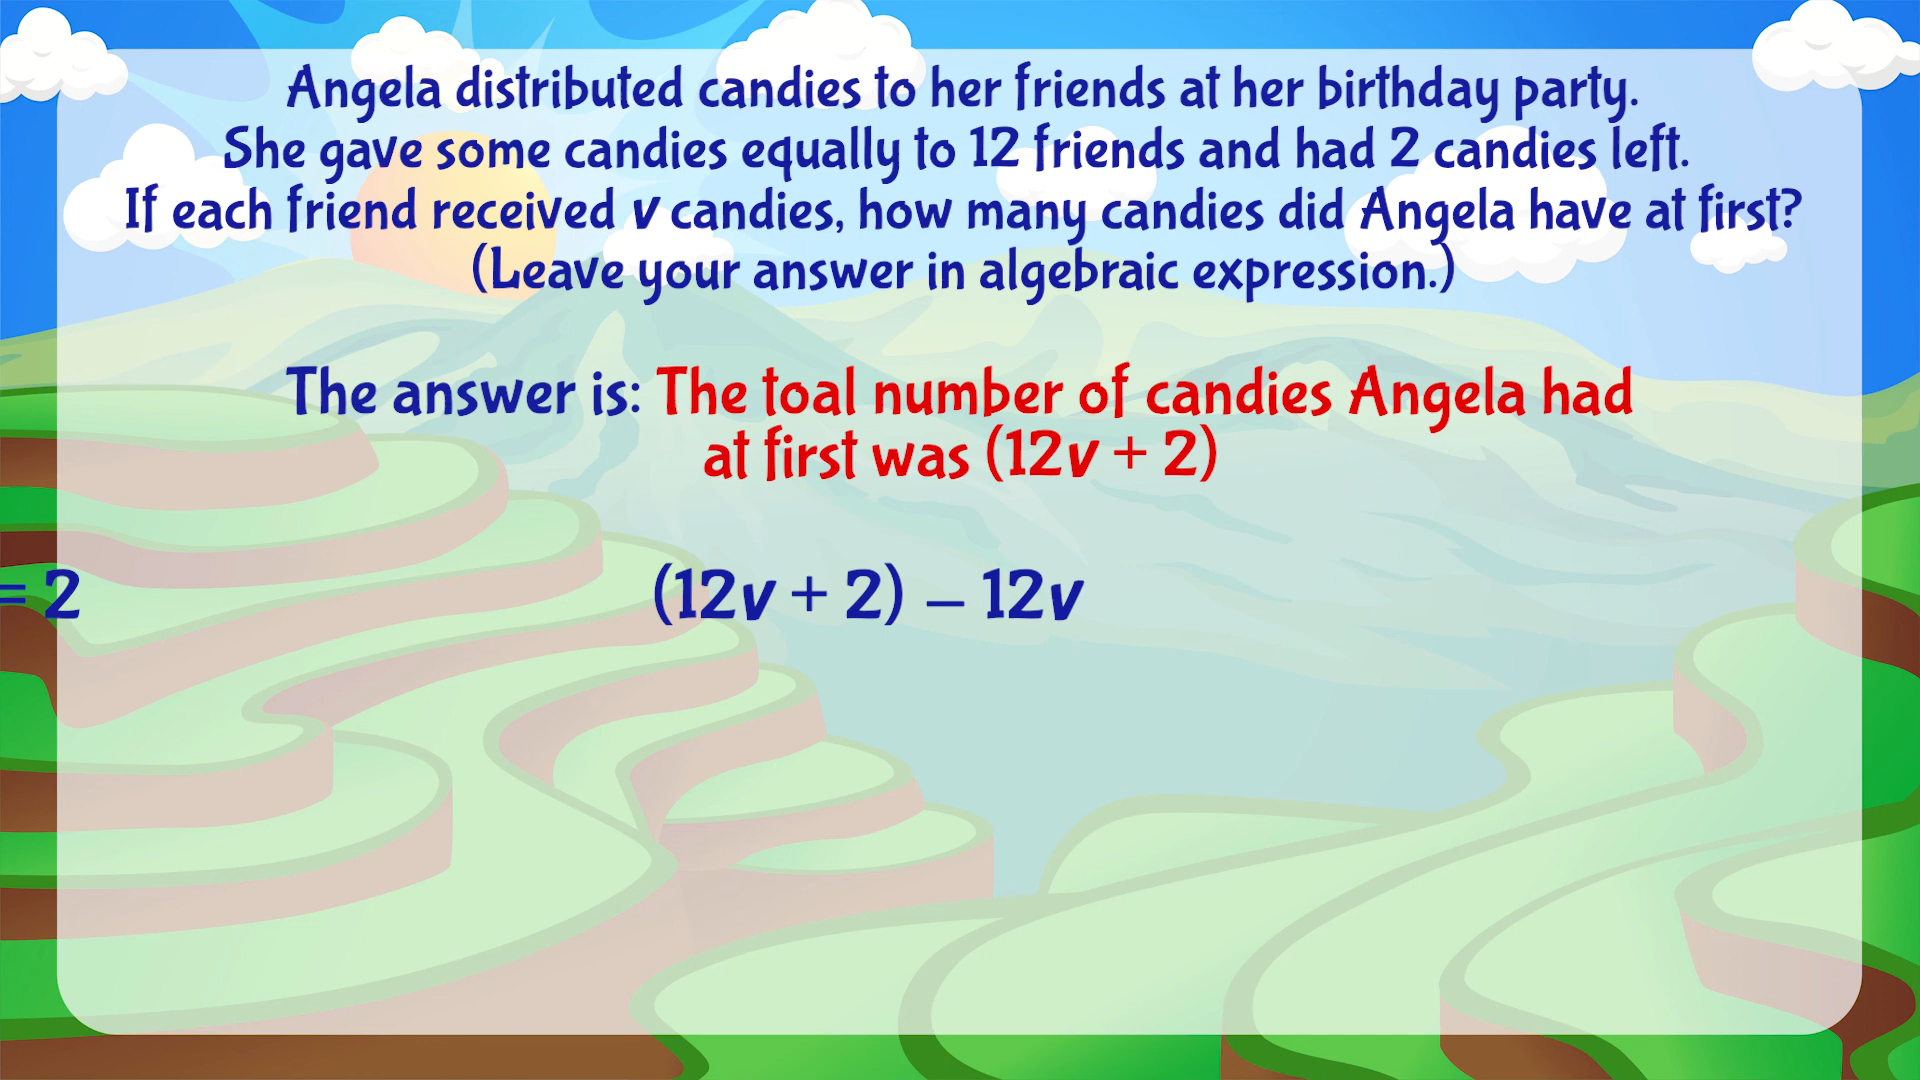 Angela distributed candies to her friends at her birthday party.
She gave some candies equally to 12 friends and had 2 candies left.
If each friend received v candies, how many candies did Angela have at first?
(Leave your answer in algebraic expression.)
The answer is: The toal number of candies Angela had
at first was (12v + 2)
= 2 (12v + 2) – 12v